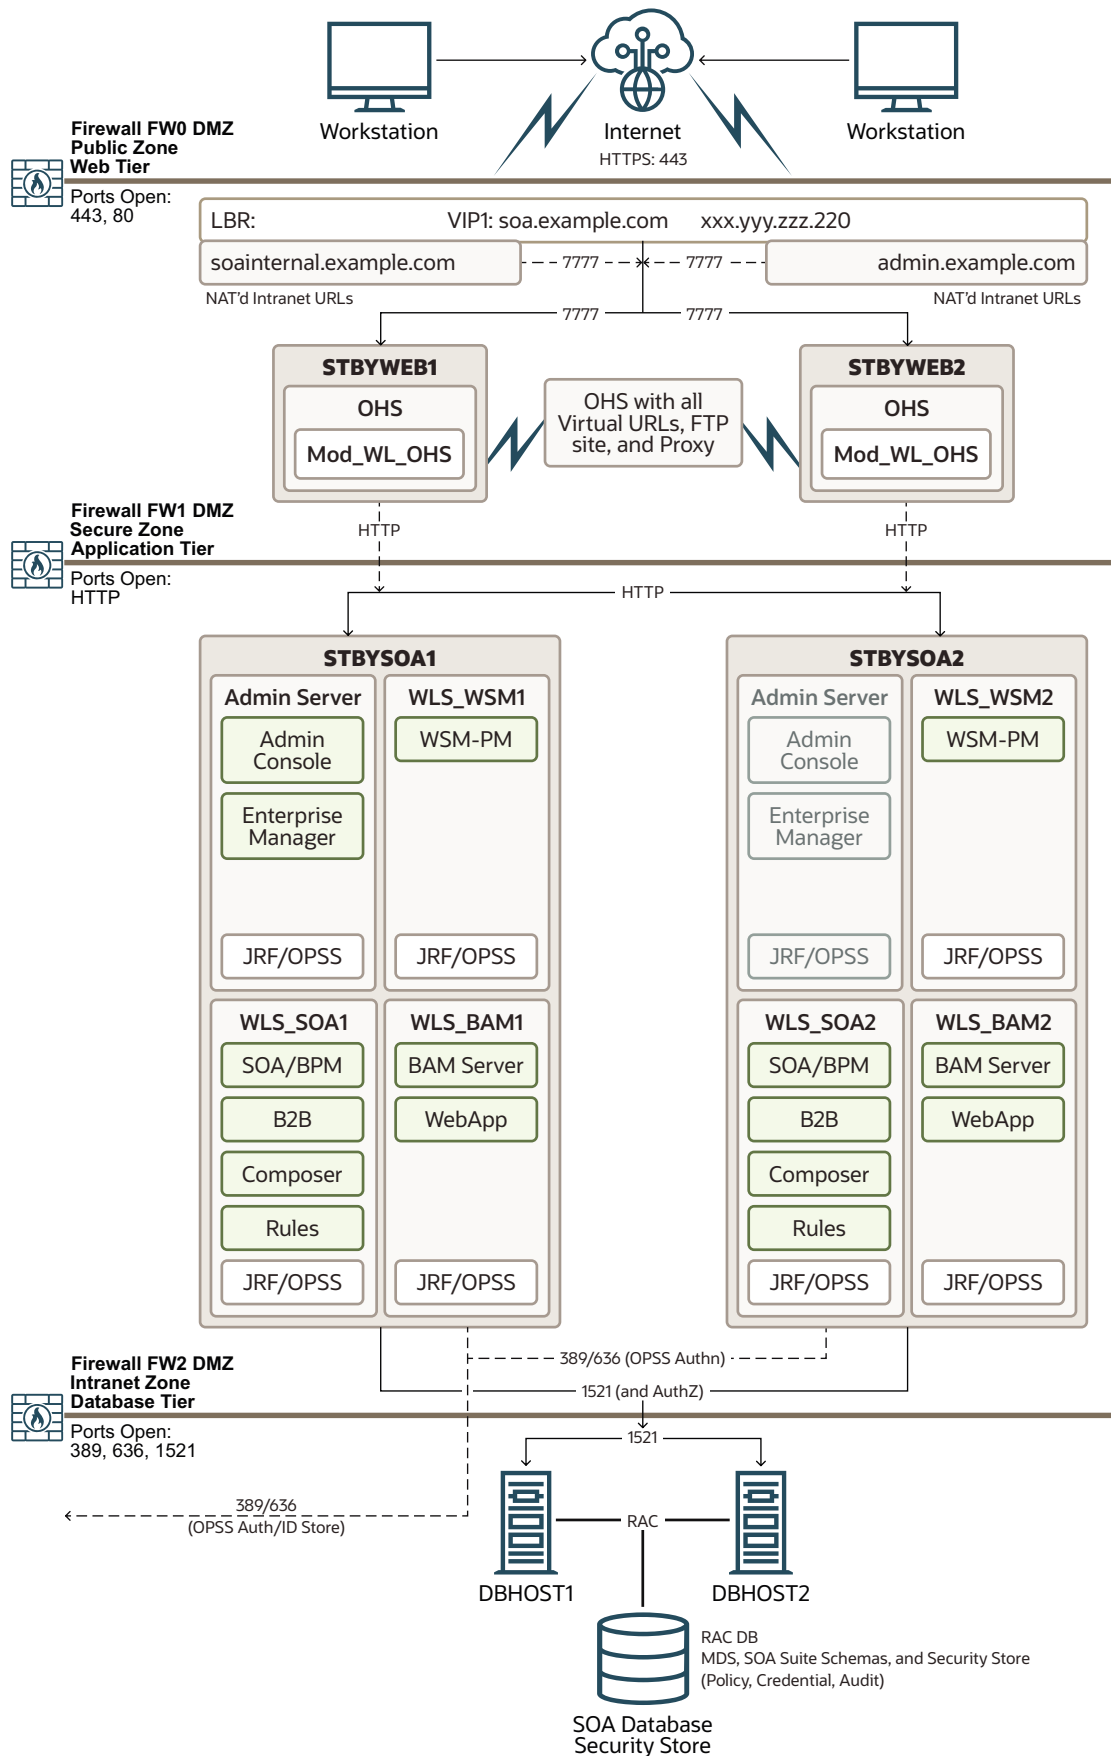 Workstation
Internet
HTTPS: 443
Workstation
Firewall FW0 DMZ
Public Zone
Web Tier
Ports Open:
443, 80
LBR:
VIP1: soa.example.com
xxx.yyy.zzz.220
soainternal.example.com
7777
7777
admin.example.com
NAT'd Intranet URLs
NAT'd Intranet URLs
7777
7777
STBYWEB1
OHS
Mod_WL_OHS
OHS with all
Virtual URLs, FTP
site, and Proxy
STBYWEB2
OHS
Mod_WL_OHS
Firewall FW1 DMZ
Secure Zone
Application Tier
Ports Open:
HTTP
HTTP
HTTP
HTTP
STBYSOA1
Admin Server
Admin
Console
Enterprise
Manager
JRF/OPSS
WLS_WSM1
WSM-PM
JRF/OPSS
WLS_SOA1
SOA/BPM
B2B
Composer
Rules
JRF/OPSS
WLS_BAM1
BAM Server
WebApp
JRF/OPSS
STBYSOA2
Admin Server
Admin
Console
Enterprise
Manager
JRF/OPSS
WLS_WSM2
WSM-PM
JRF/OPSS
WLS_SOA2
SOA/BPM
B2B
Composer
Rules
JRF/OPSS
WLS_BAM2
BAM Server
WebApp
JRF/OPSS
389/636 (OPSS Authn)
1521 (and AuthZ)
Firewall FW2 DMZ
Intranet Zone
Database Tier
Ports Open:
389, 636, 1521
1521
389/636
(OPSS Auth/ID Store)
RAC
DBHOST1
DBHOST2
RAC DB
MDS, SOA Suite Schemas, and Security Store
(Policy, Credential, Audit)
SOA Database
Security Store